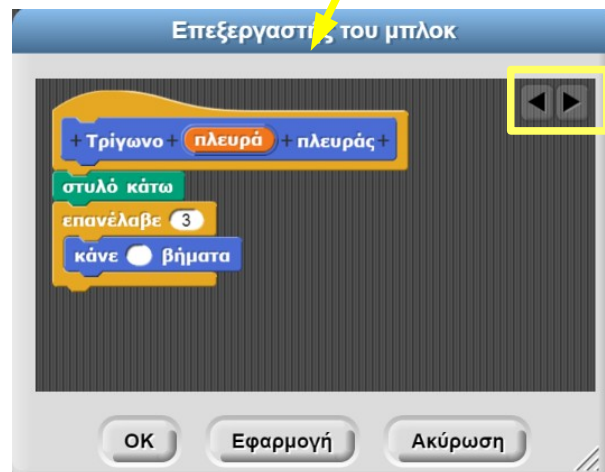 Επεξεργαστής του μπλοκ
+ Τρίγωνο + πλευρά + πλευράς +
στυλό κάτω
επανέλαβε 3
κάνε βήματα
OK Εφαρμογή Ακύρωση